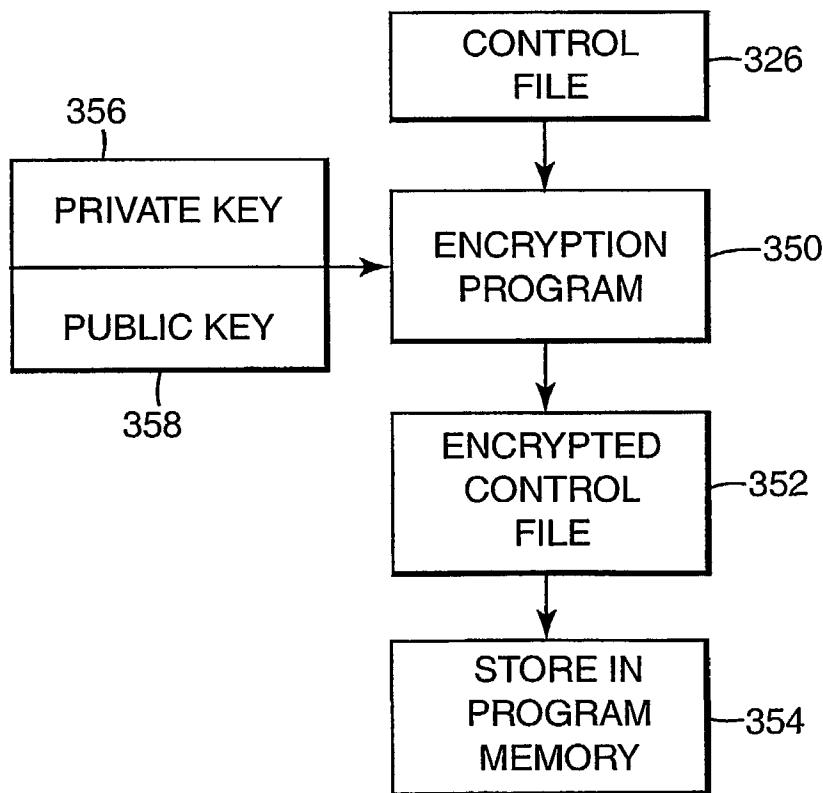 CONTROL
FILE
326
356
PRIVATE KEY
PUBLIC KEY
358
ENCRYPTION
PROGRAM
350
ENCRYPTED
CONTROL
FILE
352
STORE IN
PROGRAM
MEMORY
354